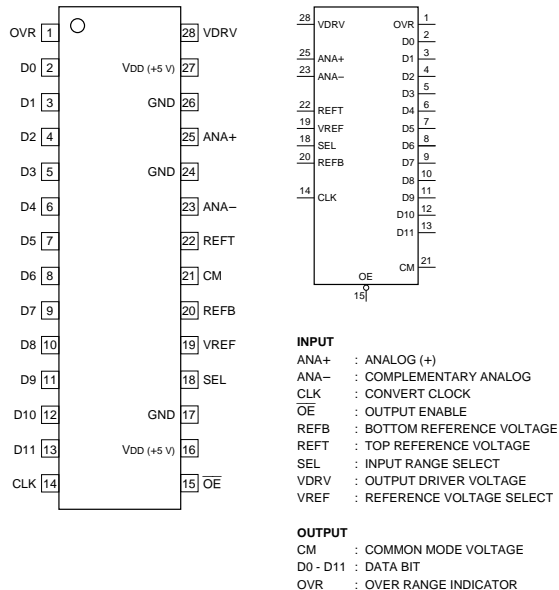 OVR 1 28 VDRV
D0 2 VDD (+5 V) 27
D1 3 GND 26
D2 4 25 ANA+
D3 5 GND 24
D4 6 23 ANA–
D5 7 22 REFT
D6 8 21 CM
D7 9 20 REFB
D8 10 19 VREF
D9 11 18 SEL
D10 12 GND 17
D11 13 VDD (+5 V) 16
CLK 14 15 OE
28 VDRV OVR 1
D0 2
25 ANA+ D1 3
23 ANA– D2 4
D3 5
22 REFT D4 6
19 VREF D5 7
18 SEL D6 8
20 REFB D7 9
D8 10
14 CLK D9 11
D10 12
D11 13
CM 21
OE
15
INPUT
ANA+ : ANALOG (+)
ANA– : COMPLEMENTARY ANALOG
CLK : CONVERT CLOCK
OE : OUTPUT ENABLE
REFB : BOTTOM REFERENCE VOLTAGE
REFT : TOP REFERENCE VOLTAGE
SEL : INPUT RANGE SELECT
VDRV : OUTPUT DRIVER VOLTAGE
VREF : REFERENCE VOLTAGE SELECT
OUTPUT
CM : COMMON MODE VOLTAGE
D0 - D11 : DATA BIT
OVR : OVER RANGE INDICATOR